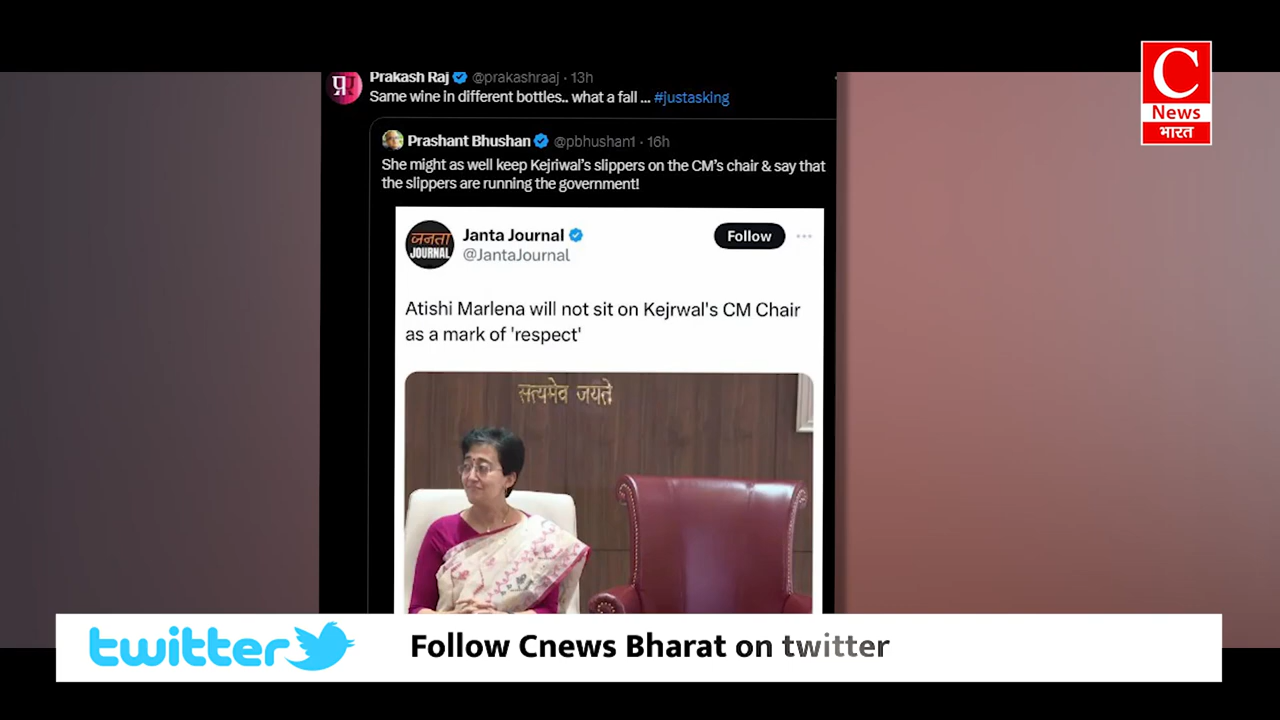 Prakash Raj @prakashraaj · 13h
Same wine in different bottles.. what a fall ... #justasking
Prashant Bhushan @pbhushan1 · 16h
She might as well keep Kejriwal's slippers on the CM's chair & say that
the slippers are running the government!
जनता
JOURNAL
Janta Journal
@JantaJournal
Follow
Atishi Marlena will not sit on Kejrwal's CM Chair
as a mark of 'respect'
सत्यमेव जयते
C
News
भारत
twitter
Follow Cnews Bharat on twitter